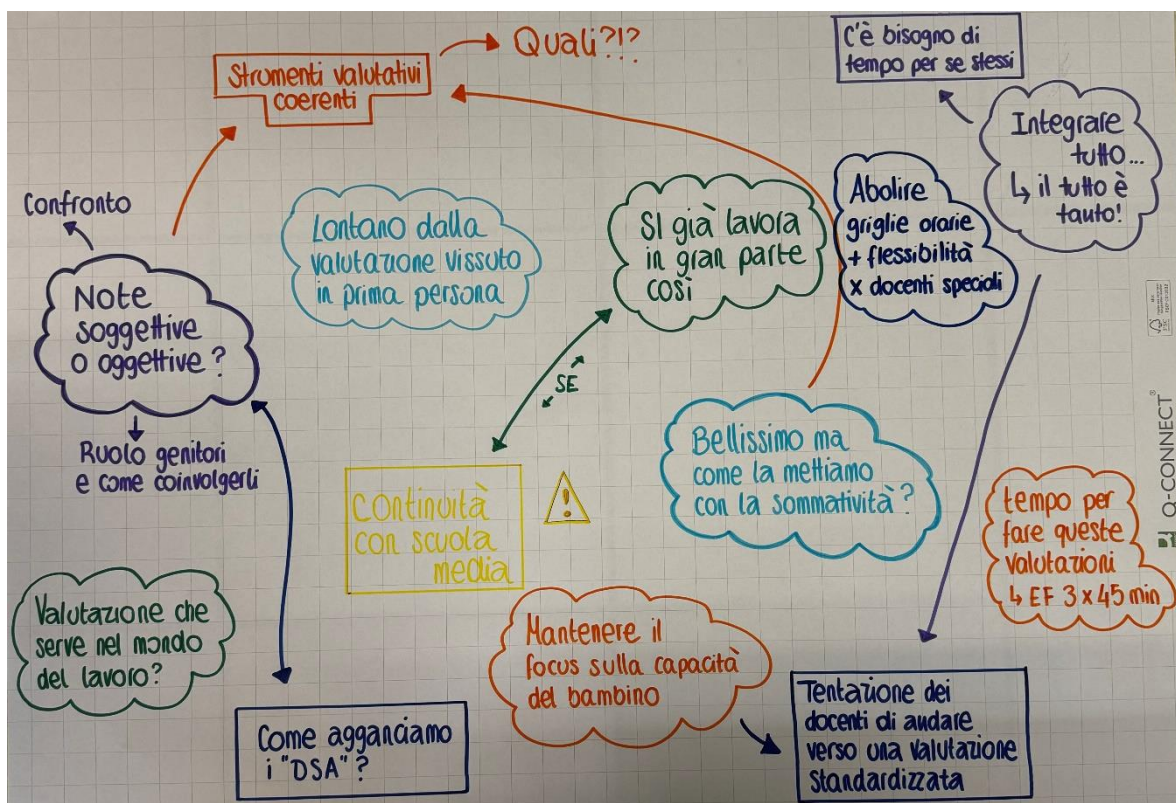 Strumenti valutativi
coerenti
Quali?!?
C'è bisogno di
tempo per se stessi
Integrare
tutto...
↳ il tutto è
tanto!
Confronto
Lontano dalla
valutazione vissuto
in prima persona
SI già lavora
in gran parte
così
Abolire
griglie orarie
+ flessibilità
x docenti speciali
Note
soggettive
o oggettive?
SE
Ruolo genitori
e come coinvolgerli
Continuità
con scuola
media
!
Bellissimo ma
come la mettiamo
con la sommatività?
tempo per
fare queste
valutazioni
↳ EF 3 x 45 min
Q-CONNECT®
Valutazione che
serve nel mondo
del lavoro?
Mantenere il
focus sulla capacità
del bambino
Come agganciamo
i "DSA"?
Tentazione dei
docenti di andare
verso una valutazione
standardizzata